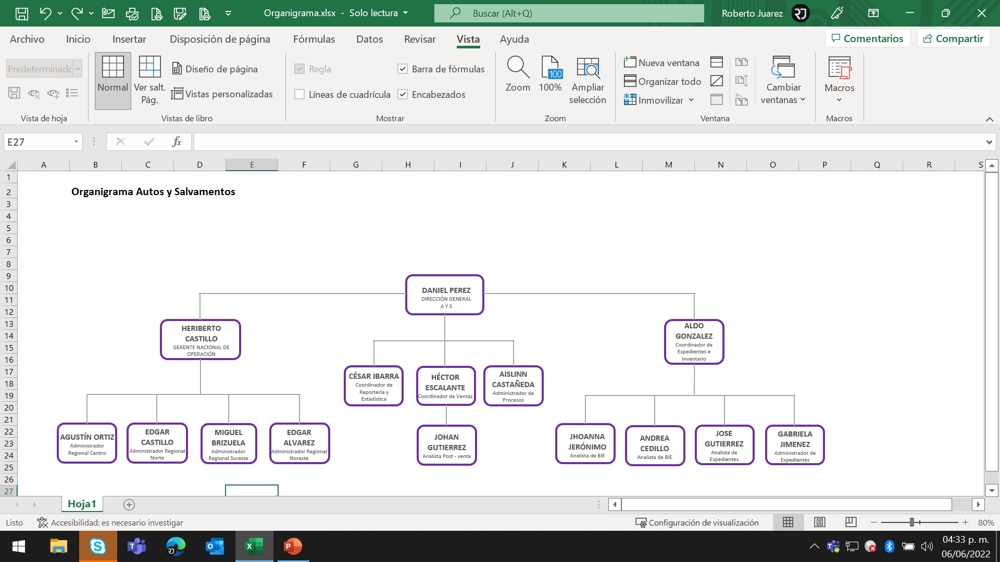 Organigrama.xlsx - Solo lectura
Buscar (Alt+Q)
Roberto Juarez
RJ
Archivo Inicio Insertar Disposición de página Fórmulas Datos Revisar Vista Ayuda
Comentarios Compartir
Predeterminado
Normal
Ver salt.
Pág.
Diseño de página
Vistas personalizadas
Regla
Barra de fórmulas
Líneas de cuadrícula
Encabezados
Zoom
100
100%
Ampliar
selección
Nueva ventana
Organizar todo
Inmovilizar
Cambiar
ventanas
Macros
Vista de hoja
Vistas de libro
Mostrar
Zoom
Ventana
Macros
E27
fx
A B C D E F G H I J K L M N O P Q R S
1
2
3
4
5
6
7
8
9
10
11
12
13
14
15
16
17
18
19
20
21
22
23
24
25
26
27
Organigrama Autos y Salvamentos
DANIEL PEREZ
DIRECCIÓN GENERAL
A Y S
HERIBERTO
CASTILLO
GERENTE NACIONAL DE
OPERACIÓN
ALDO
GONZALEZ
Coordinador de
Expedientes e
Inventario
CÉSAR IBARRA
Coordinador de
Reportería y
Estadística
HÉCTOR
ESCALANTE
Coordinador de Ventas
AISLINN
CASTAÑEDA
Administrador de
Procesos
AGUSTÍN ORTIZ
Administrador
Regional Centro
EDGAR
CASTILLO
Administrador Regional
Norte
MIGUEL
BRIZUELA
Administrador
Regional Sureste
EDGAR
ALVAREZ
Administrador Regional
Noreste
JOHAN
GUTIERREZ
Analista Post - venta
JHOANNA
JERÓNIMO
Analista de BIE
ANDREA
CEDILLO
Analista de BIE
JOSE
GUTIERREZ
Analista de
Expedientes
GABRIELA
JIMENEZ
Administrador de
Expedientes
Hoja1
Listo
Accesibilidad: es necesario investigar
Configuración de visualización
80%
04:33 p. m.
06/06/2022